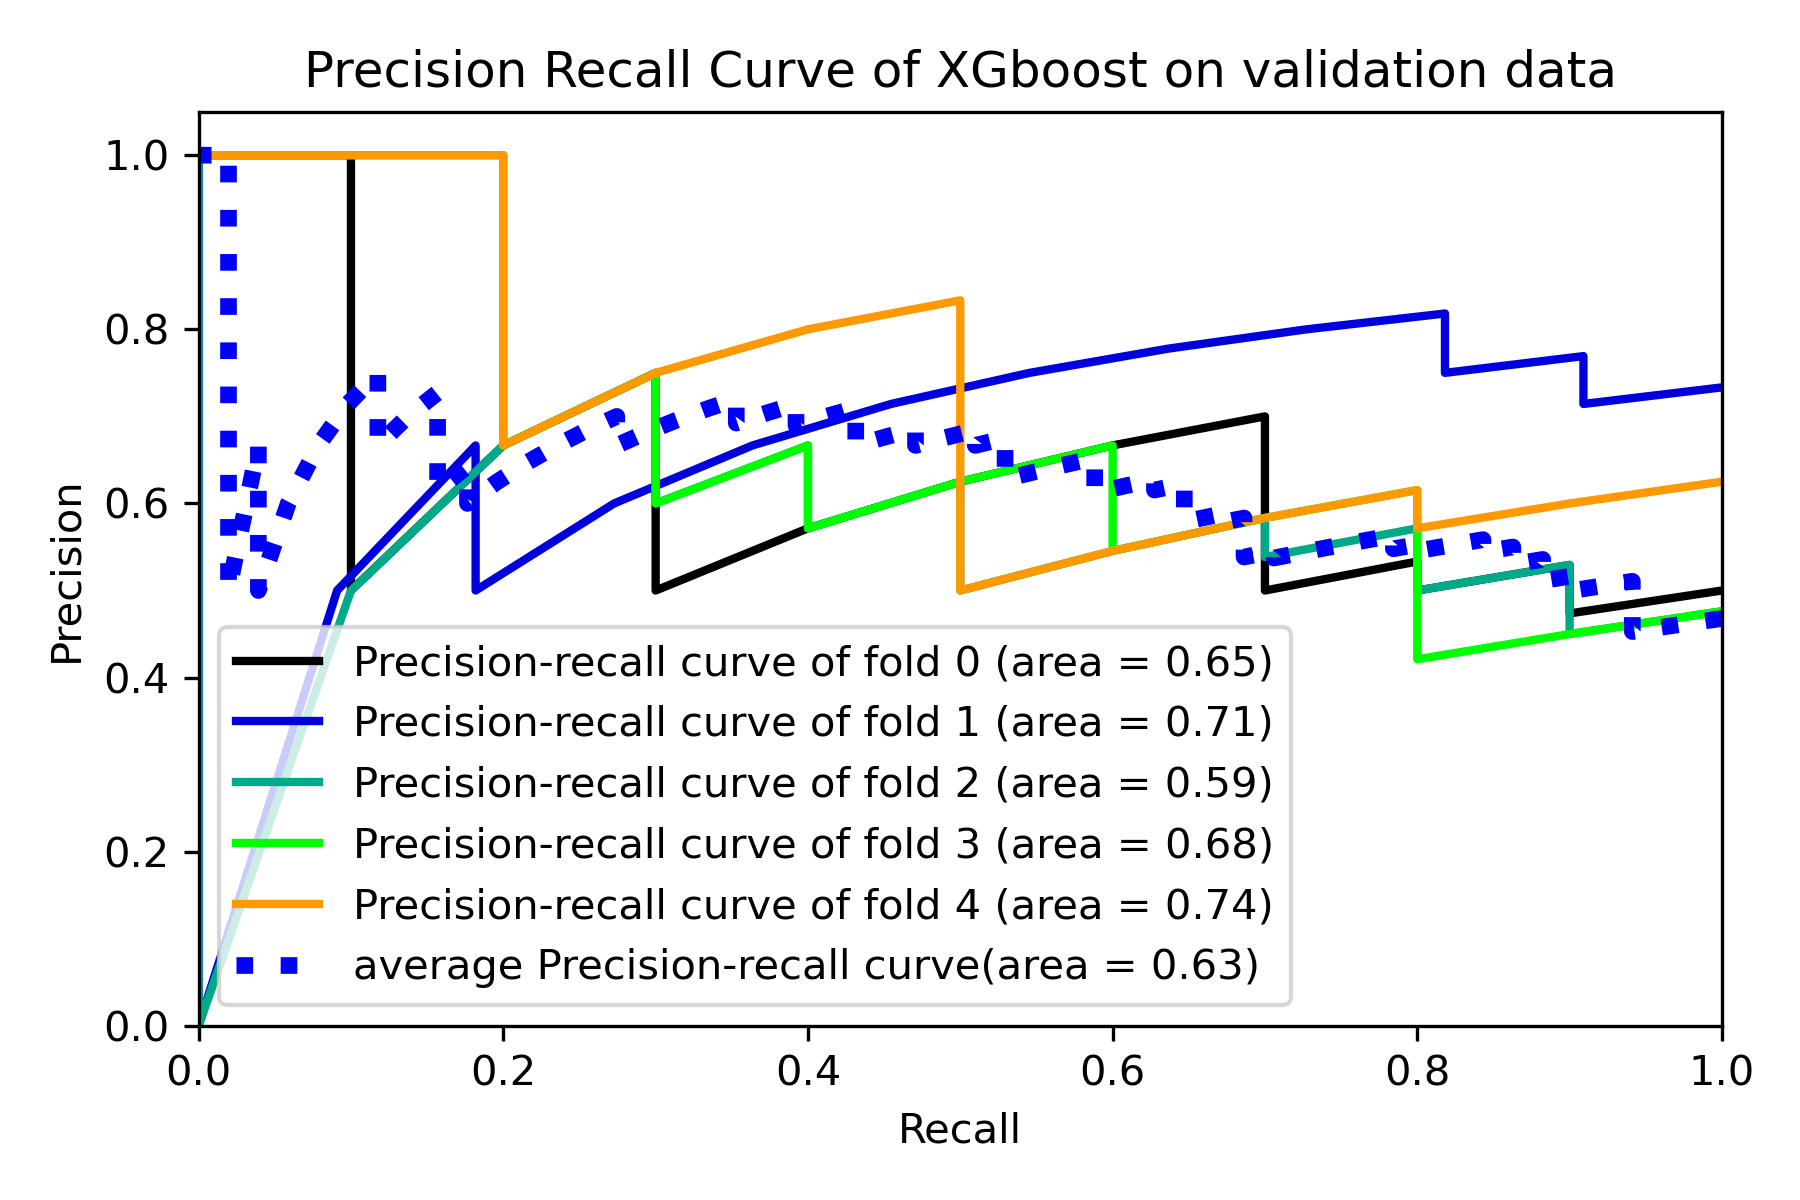 Precision Recall Curve of XGboost on validation data
Precision
1.0
0.8
0.6
0.4
0.2
0.0
Precision-recall curve of fold 0 (area = 0.65)
Precision-recall curve of fold 1 (area = 0.71)
Precision-recall curve of fold 2 (area = 0.59)
Precision-recall curve of fold 3 (area = 0.68)
Precision-recall curve of fold 4 (area = 0.74)
average Precision-recall curve(area = 0.63)
0.0 0.2 0.4 0.6 0.8 1.0
Recall